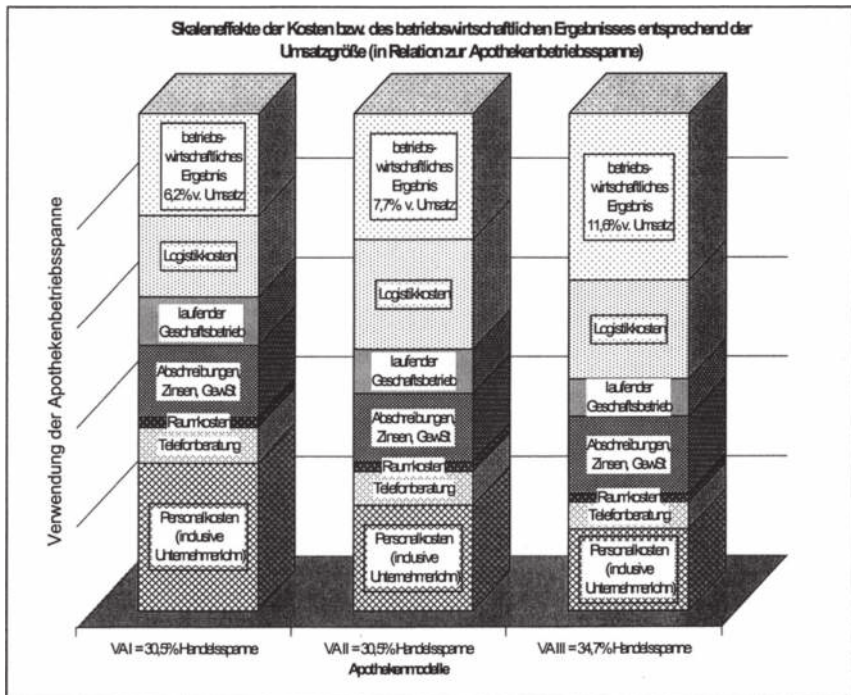 Skaleneffekte der Kosten bzw. des betriebswirtschaftlichen Ergebnisses entsprechend der
Umsatzgröße (in Relation zur Apothekenbetriebsspanne)
Verwendung der Apothekenbetriebsspanne
betriebs-
wirtschaftliches
Ergebnis
6,2% v. Umsatz
Logistikkosten
laufender
Geschäftsbetrieb
Abschreibungen,
Zinsen, GewSt
Raumkosten
Telefonberatung
Personalkosten
(inclusive
Unternehmerlohn)
betriebs-
wirtschaftliches
Ergebnis
7,7% v. Umsatz
Logistikkosten
laufender
Geschäftsbetrieb
Abschreibungen,
Zinsen, GewSt
Raumkosten
Telefonberatung
Personalkosten
(inclusive
Unternehmerlohn)
betriebs-
wirtschaftliches
Ergebnis
11,6% v. Umsatz
Logistikkosten
laufender
Geschäftsbetrieb
Abschreibungen,
Zinsen, GewSt
Raumkosten
Telefonberatung
Personalkosten
(inclusive
Unternehmerlohn)
VA I = 30,5% Handelsspanne
VA II = 30,5% Handelsspanne
VA III = 34,7% Handelsspanne
Apothekenmodelle